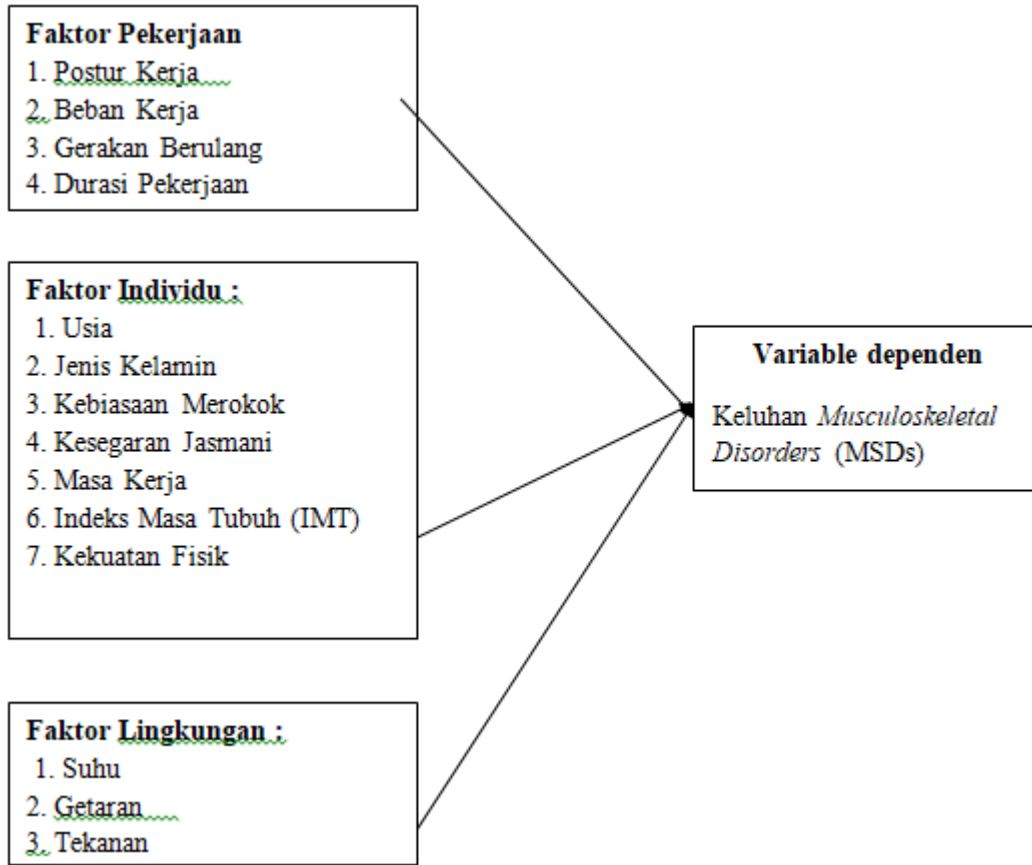 Faktor Pekerjaan
1. Postur Kerja
2. Beban Kerja
3. Gerakan Berulang
4. Durasi Pekerjaan
Faktor Individu :
1. Usia
2. Jenis Kelamin
3. Kebiasaan Merokok
4. Kesegaran Jasmani
5. Masa Kerja
6. Indeks Masa Tubuh (IMT)
7. Kekuatan Fisik
Variable dependen
Keluhan Musculoskeletal
Disorders (MSDs)
Faktor Lingkungan :
1. Suhu
2. Getaran
3. Tekanan